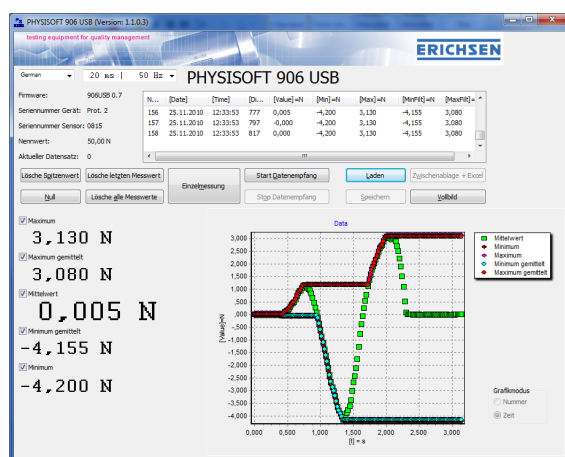 PHYSISOFT 906 USB (Version: 1.1.0.3)
testing equipment for quality management
ERICHSEN
German 20 ms | 50 Hz PHYSISOFT 906 USB
Firmware: 906USB 0.7
Seriennummer Gerät: Prot. 2
Seriennummer Sensor: 0815
Nennwert: 50,00 N
Aktueller Datensatz: 0
N... [Date] [Time] [Di... [Value]=N [Min]=N [Max]=N [MinFilt]=N [MaxFilt]=
156 25.11.2010 12:33:53 777 0,005 -4,200 3,130 -4,155 3,080
157 25.11.2010 12:33:53 797 -0,000 -4,200 3,130 -4,155 3,080
158 25.11.2010 12:33:53 817 0,000 -4,200 3,130 -4,155 3,080
Lösche Spitzenwert Lösche letzten Messwert Einzelmessung Start Datenempfang Laden Zwischenablage + Excel
Null Lösche alle Messwerte Stop Datenempfang Speichern Vollbild
Maximum
3,130 N
Maximum gemittelt
3,080 N
Mittelwert
0,005 N
Minimum gemittelt
-4,155 N
Minimum
-4,200 N
Data
[Value]=N
3,000
2,500
2,000
1,500
1,000
0,500
0,000
-0,500
-1,000
-1,500
-2,000
-2,500
-3,000
-3,500
-4,000
0,000 0,500 1,000 1,500 2,000 2,500 3,000
[t] = s
Mittelwert
Minimum
Maximum
Minimum gemittelt
Maximum gemittelt
Grafikmodus
Nummer
Zeit